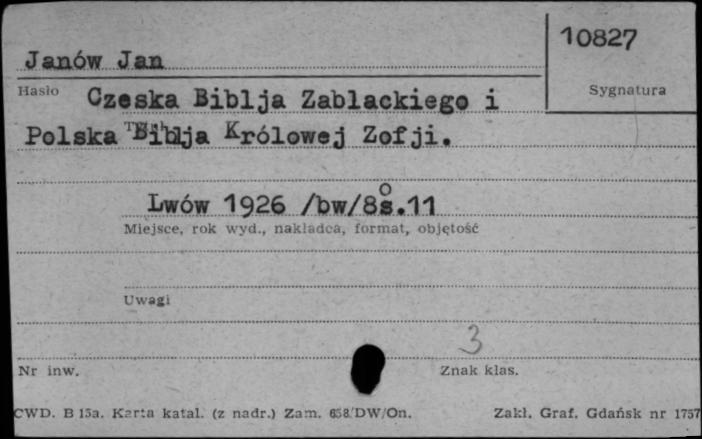 10827
Janów Jan
Hasło
Sygnatura
Czeska Biblja Zablackiego i
Polska Biblja Królowej Zofji.
Lwów 1926 /bw/8° s.11
Miejsce, rok wyd., nakładca, format, objętość
Uwagi
3
Nr inw.
Znak klas.
CWD. B 15a. Karta katal. (z nadr.) Zam. 658/DW/On.
Zakł. Graf. Gdańsk nr 1757